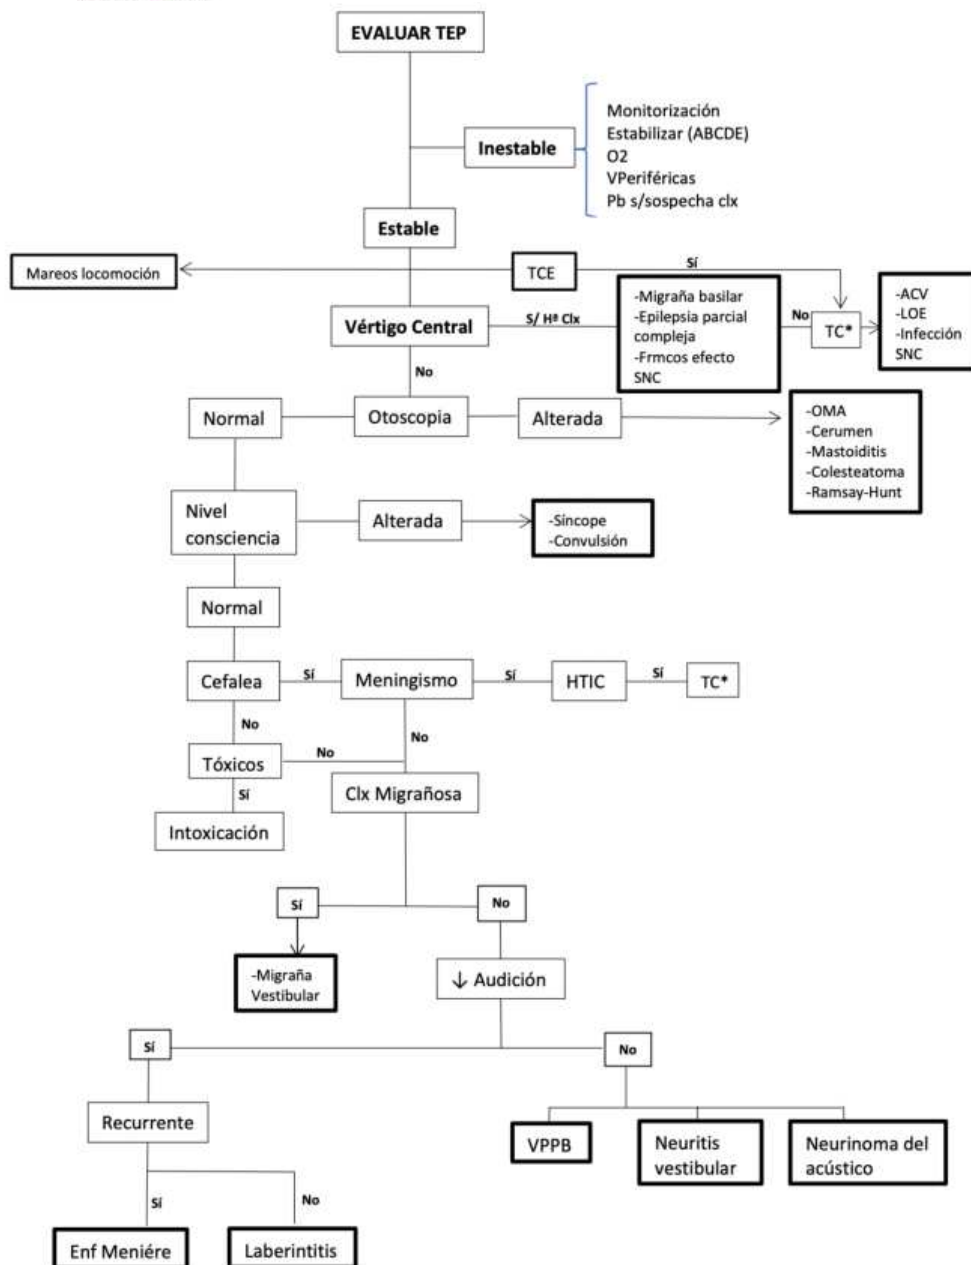 EVALUAR TEP
Monitorización
Estabilizar (ABCDE)
O2
VPeriféricas
Pb s/sospecha clx
Inestable
Estable
Mareos locomoción
TCE
Sí
Vértigo Central
S/ Hª Clx
-Migraña basilar
-Epilepsia parcial
compleja
-Frmcos efecto
SNC
No
TC*
-ACV
-LOE
-Infección
SNC
No
Normal
Otoscopia
Alterada
-OMA
-Cerumen
-Mastoiditis
-Colesteatoma
-Ramsay-Hunt
Nivel
consciencia
Alterada
-Síncope
-Convulsión
Normal
Cefalea
Sí
Meningismo
Sí
HTIC
Sí
TC*
No
No
Tóxicos
No
Clx Migrañosa
Sí
Intoxicación
Sí
No
-Migraña
Vestibular
↓ Audición
Sí
No
Recurrente
VPPB
Neuritis
vestibular
Neurinoma del
acústico
Sí
No
Enf Meniére
Laberintitis